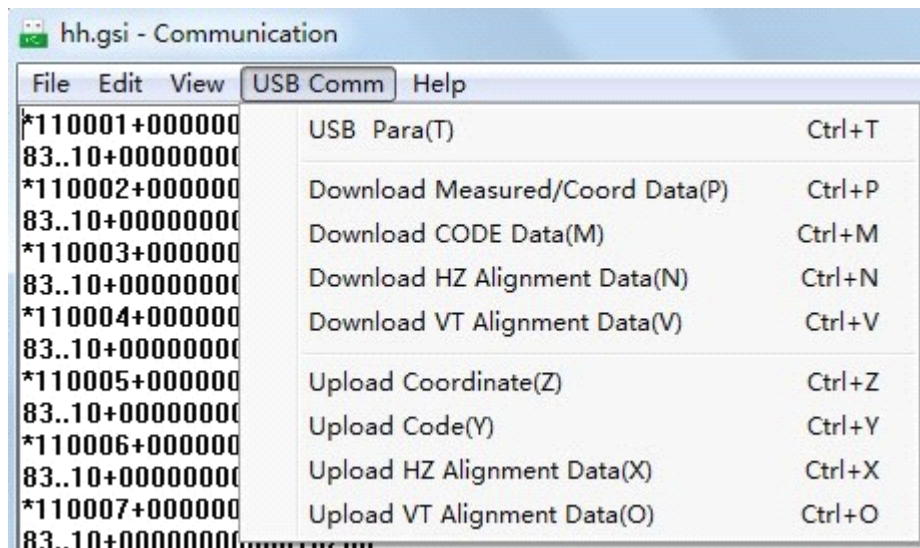 hh.gsi - Communication
File Edit View USB Comm Help
*110001+000000
83..10+00000000
*110002+000000
83..10+00000000
*110003+000000
83..10+00000000
*110004+000000
83..10+00000000
*110005+000000
83..10+00000000
*110006+000000
83..10+00000000
*110007+000000
USB Para(T) Ctrl+T
Download Measured/Coord Data(P) Ctrl+P
Download CODE Data(M) Ctrl+M
Download HZ Alignment Data(N) Ctrl+N
Download VT Alignment Data(V) Ctrl+V
Upload Coordinate(Z) Ctrl+Z
Upload Code(Y) Ctrl+Y
Upload HZ Alignment Data(X) Ctrl+X
Upload VT Alignment Data(O) Ctrl+O